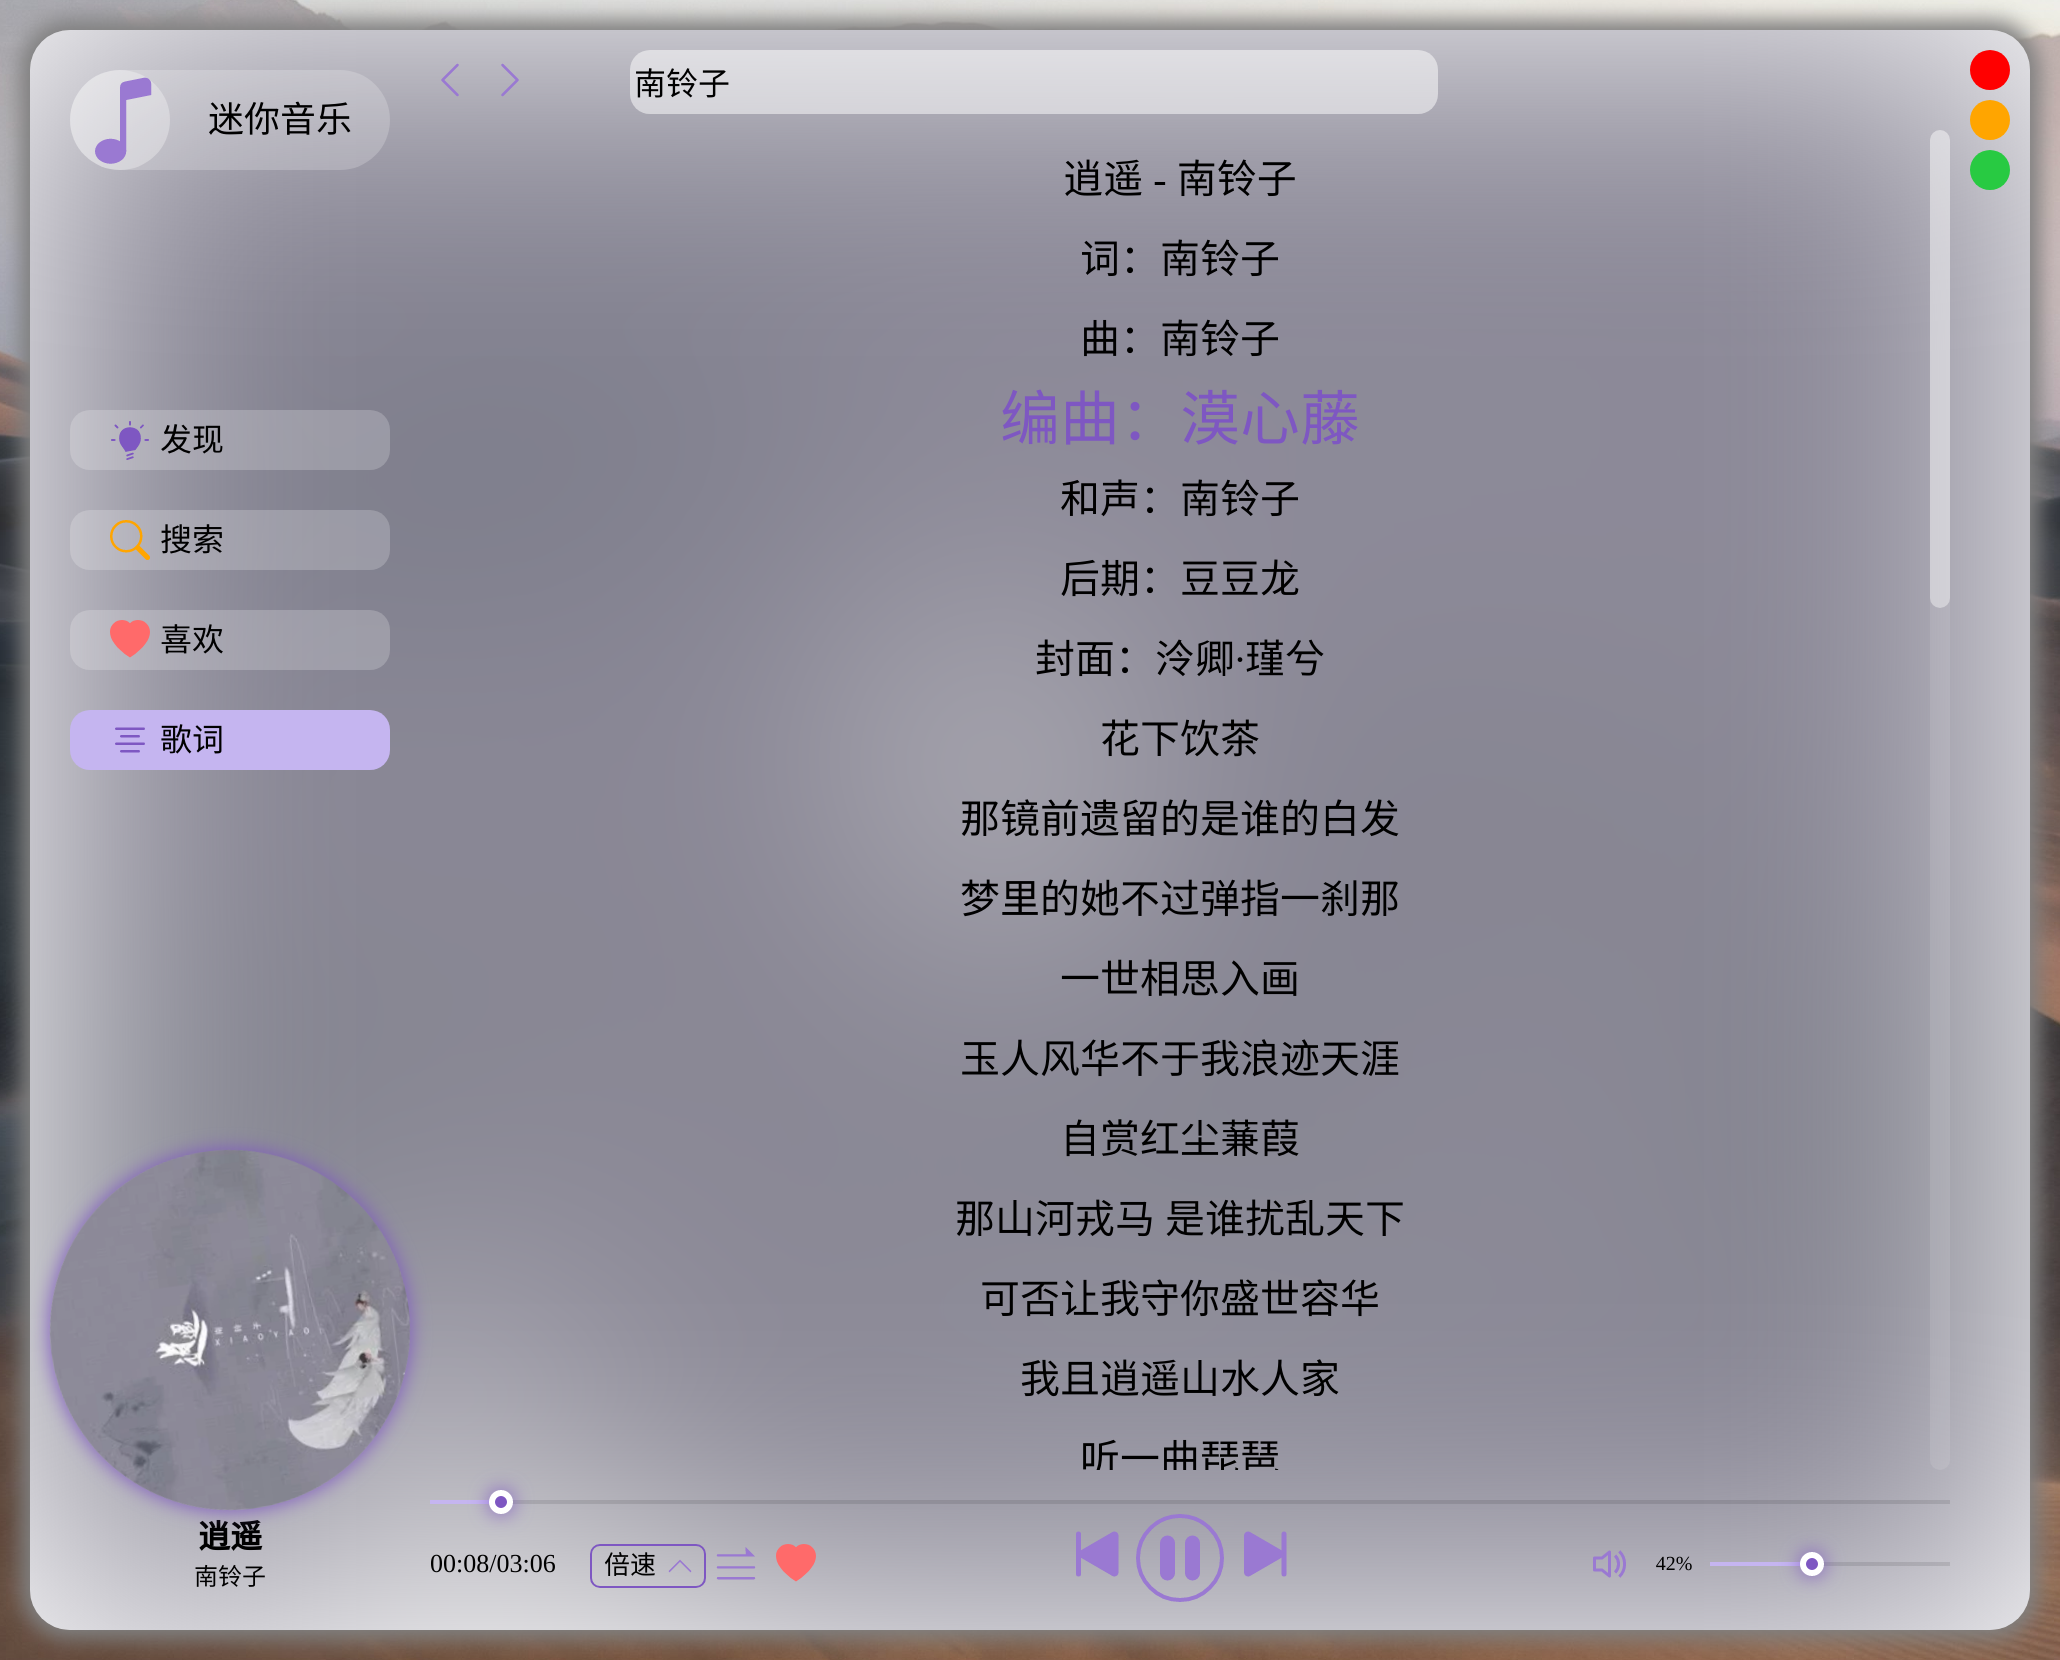 迷你音乐
南铃子
发现
搜索
喜欢
歌词
逍遥 - 南铃子
词：南铃子
曲：南铃子
编曲：漠心藤
和声：南铃子
后期：豆豆龙
封面：泠卿·瑾兮
花下饮茶
那镜前遗留的是谁的白发
梦里的她不过弹指一刹那
一世相思入画
玉人风华不于我浪迹天涯
自赏红尘蒹葭
那山河戎马 是谁扰乱天下
可否让我守你盛世容华
我且逍遥山水人家
听一曲琵琶
XIAOYAO
逍遥
南铃子
00:08/03:06
倍速
42%